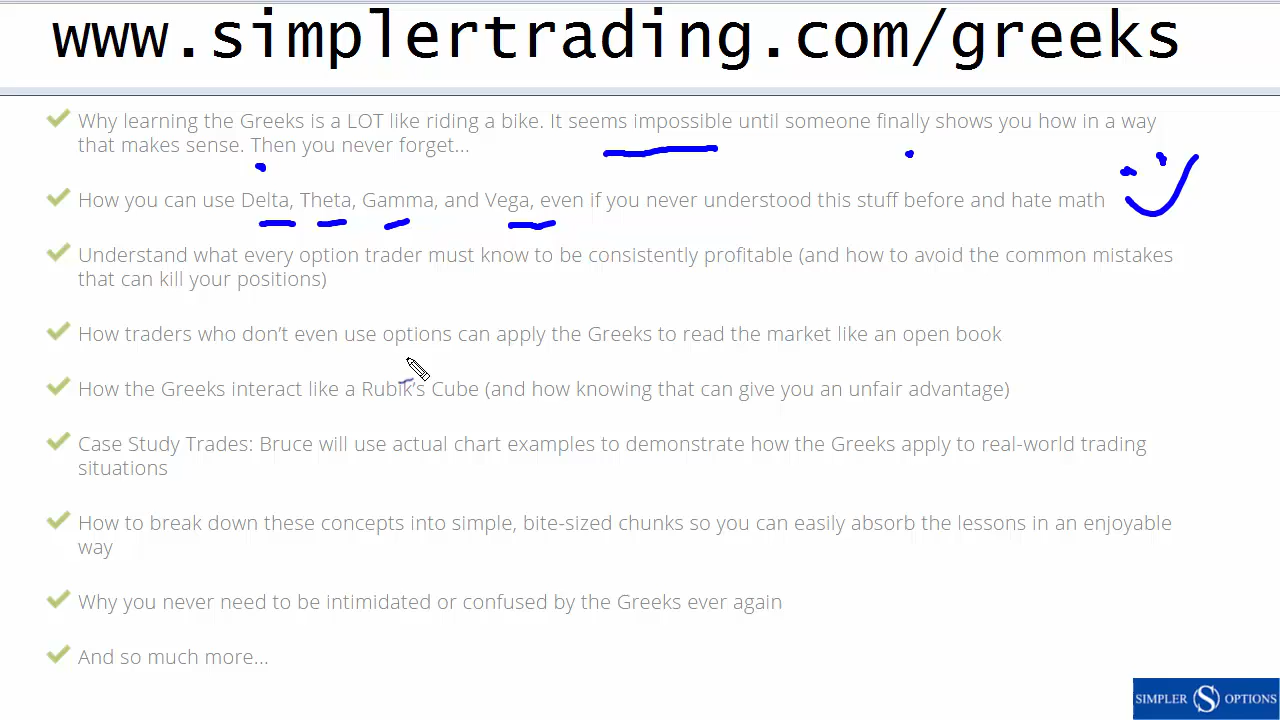 www.simplertrading.com/greeks
Why learning the Greeks is a LOT like riding a bike. It seems impossible until someone finally shows you how in a way
that makes sense. Then you never forget...
How you can use Delta, Theta, Gamma, and Vega, even if you never understood this stuff before and hate math
Understand what every option trader must know to be consistently profitable (and how to avoid the common mistakes
that can kill your positions)
How traders who don't even use options can apply the Greeks to read the market like an open book
How the Greeks interact like a Rubik's Cube (and how knowing that can give you an unfair advantage)
Case Study Trades: Bruce will use actual chart examples to demonstrate how the Greeks apply to real-world trading
situations
How to break down these concepts into simple, bite-sized chunks so you can easily absorb the lessons in an enjoyable
way
Why you never need to be intimidated or confused by the Greeks ever again
And so much more...
SIMPLER S OPTIONS